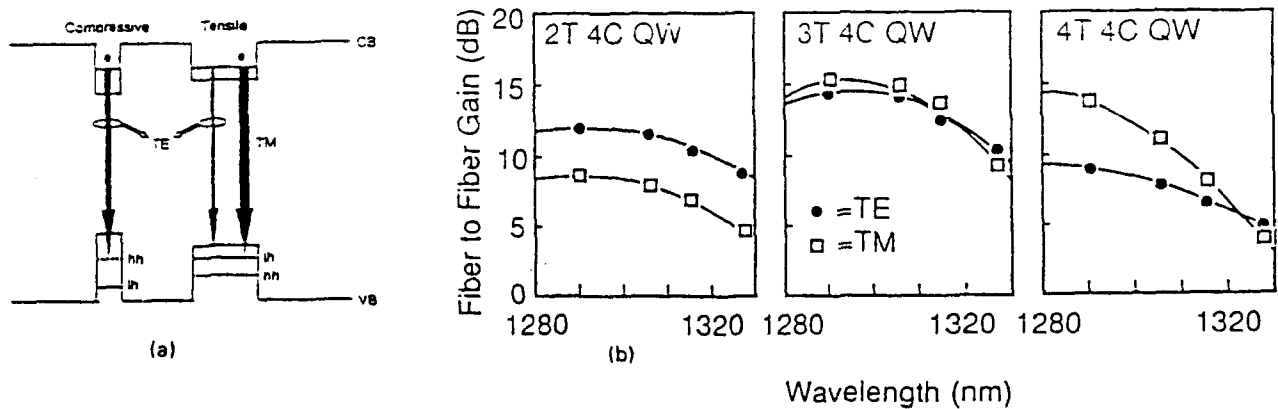 Compressive
Tensile
CB
e
e
TE
TM
hh
lh
lh
hh
VB
(a)
Fiber to Fiber Gain (dB)
20
15
10
5
0
2T 4C QW
3T 4C QW
4T 4C QW
● =TE
□ =TM
1280 1320
1280 1320
1280 1320
(b)
Wavelength (nm)